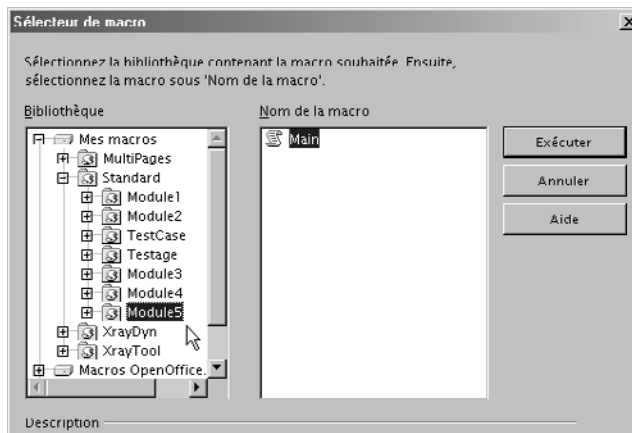 Sélecteur de macro
Sélectionnez la bibliothèque contenant la macro souhaitée. Ensuite,
sélectionnez la macro sous 'Nom de la macro'.
Bibliothèque
Nom de la macro
Mes macros
MultiPages
Standard
Module1
Module2
TestCase
Testage
Module3
Module4
Module5
XrayDyn
XrayTool
Macros OpenOffice.
Main
Exécuter
Annuler
Aide
Description